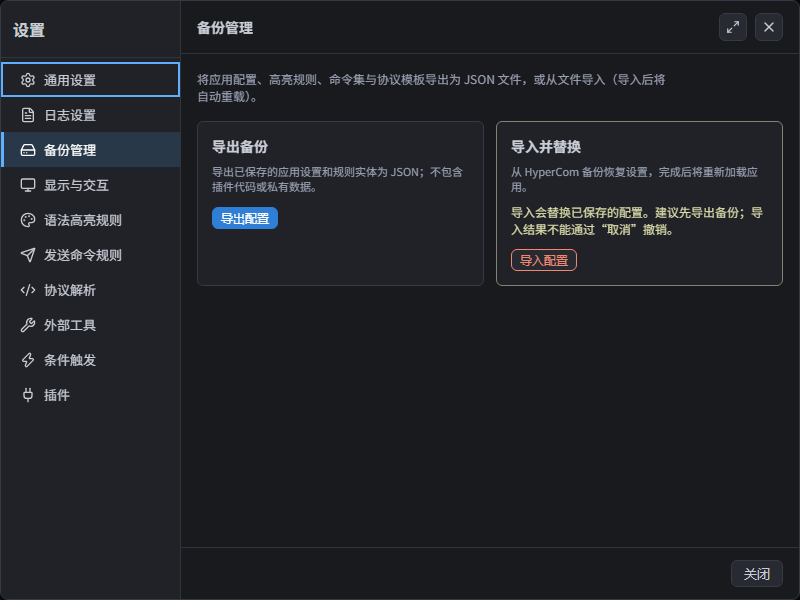 设置
通用设置
日志设置
备份管理
显示与交互
语法高亮规则
发送命令规则
协议解析
外部工具
条件触发
插件
备份管理
将应用配置、高亮规则、命令集与协议模板导出为 JSON 文件，或从文件导入（导入后将
自动重载）。
导出备份
导出已保存的应用设置和规则实体为 JSON；不包含
插件代码或私有数据。
导出配置
导入并替换
从 HyperCom 备份恢复设置，完成后将重新加载应
用。
导入会替换已保存的配置。建议先导出备份；导
入结果不能通过“取消”撤销。
导入配置
关闭